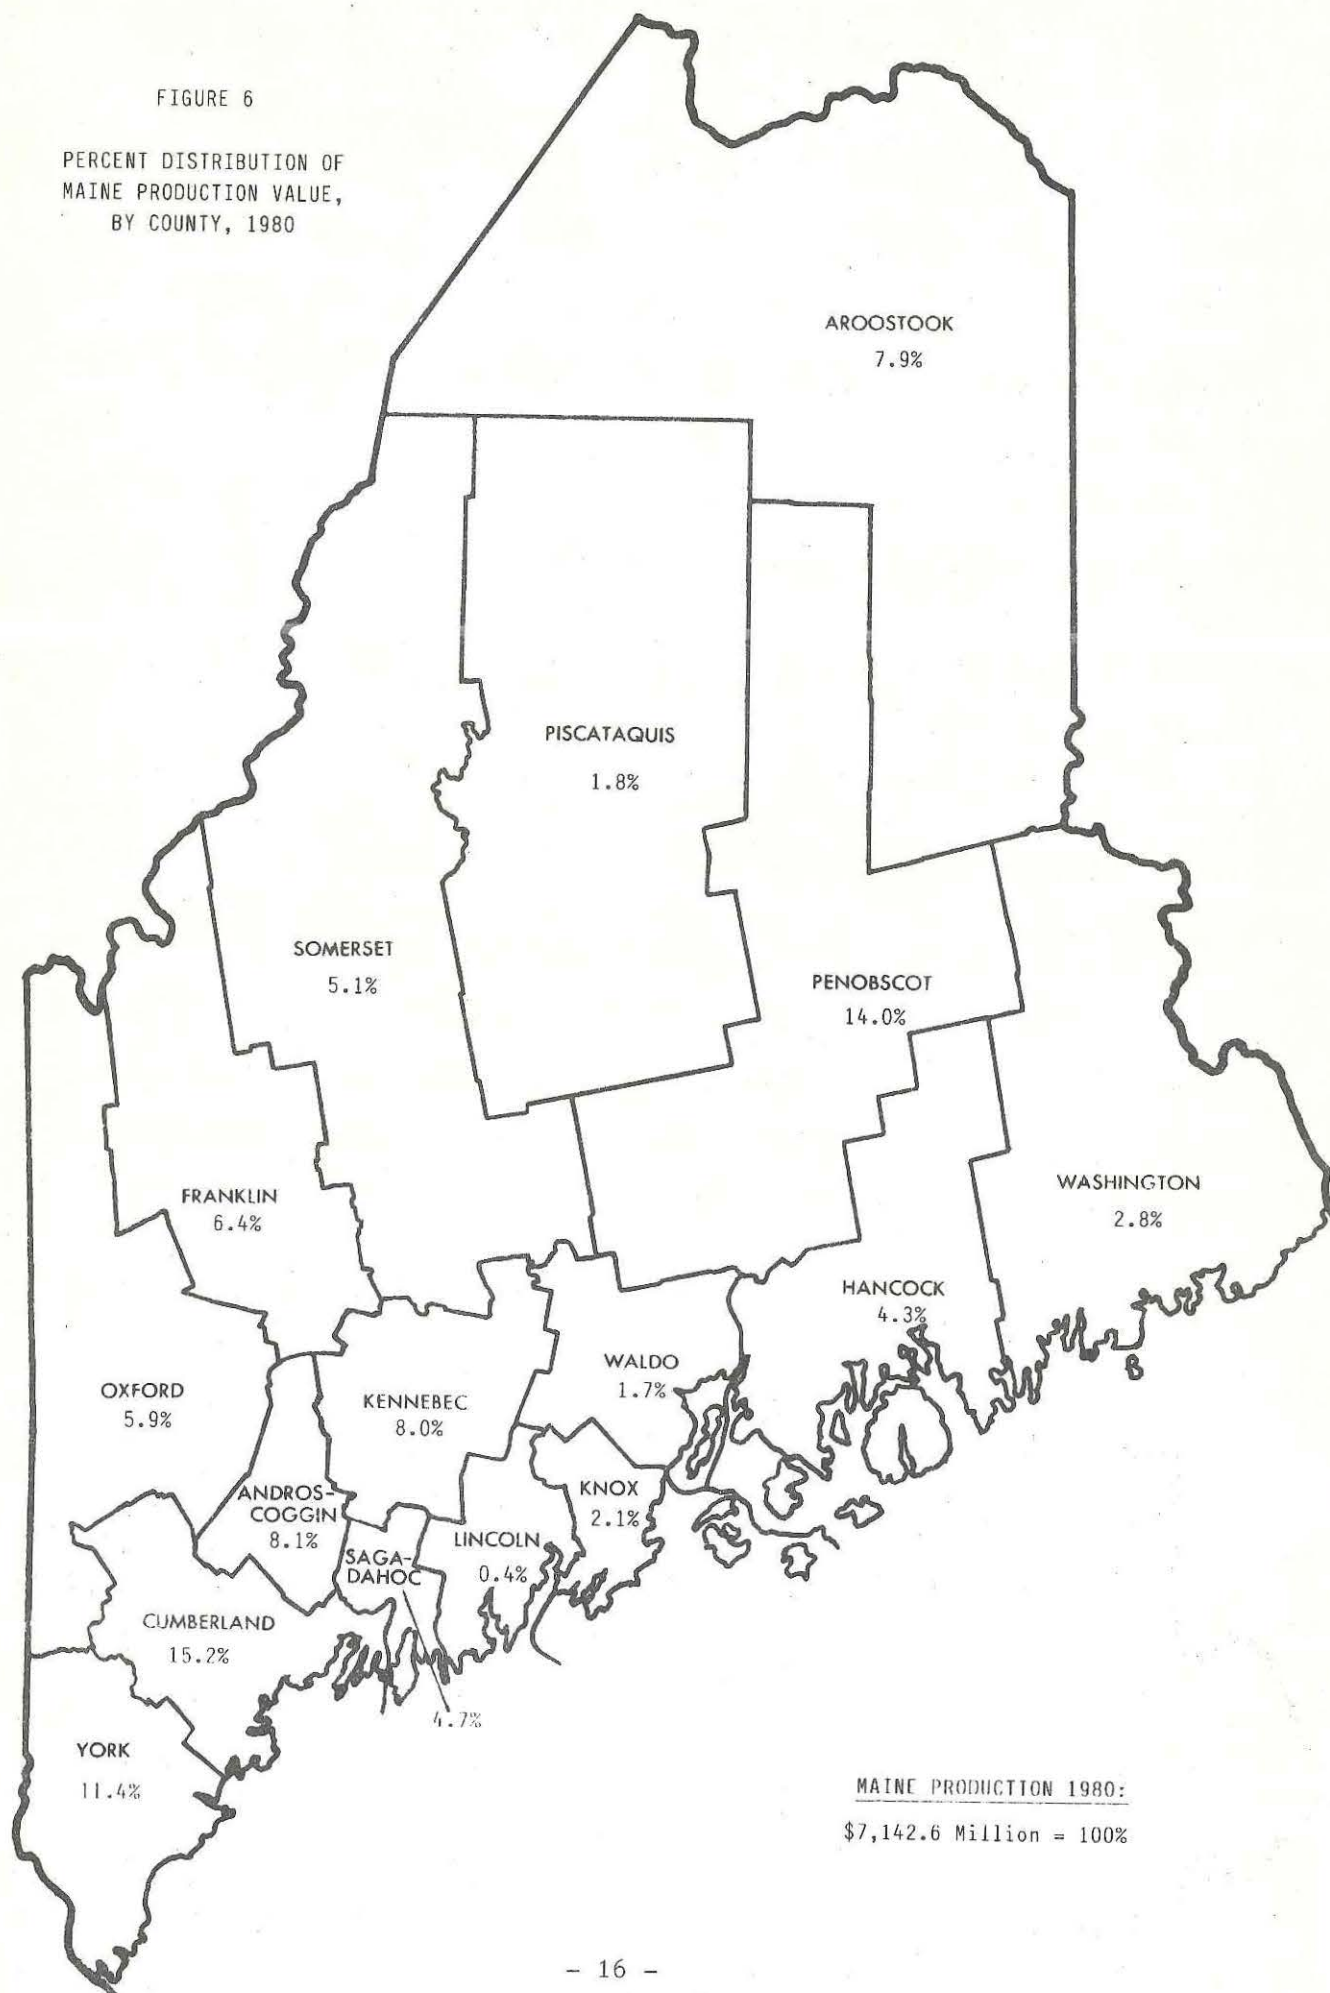 FIGURE 6
PERCENT DISTRIBUTION OF
MAINE PRODUCTION VALUE,
BY COUNTY, 1980
AROOSTOOK
7.9%
PISCATAQUIS
1.8%
SOMERSET
5.1%
PENOBSCOT
14.0%
FRANKLIN
6.4%
WASHINGTON
2.8%
HANCOCK
4.3%
WALDO
1.7%
OXFORD
5.9%
KENNEBEC
8.0%
KNOX
2.1%
ANDROS-
COGGIN
8.1%
LINCOLN
0.4%
SAGA-
DAHOC
4.7%
CUMBERLAND
15.2%
YORK
11.4%
MAINE PRODUCTION 1980:
$7,142.6 Million = 100%
- 16 -